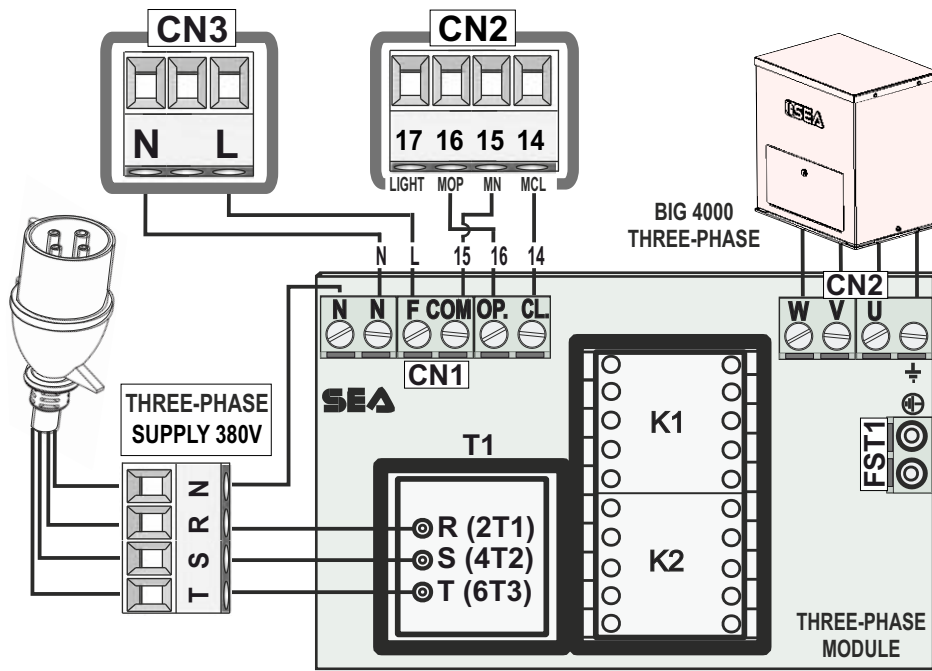 CN3
CN2
N L
17 16 15 14
LIGHT MOP MN MCL
SEA
BIG 4000
THREE-PHASE
N L 15 16 14
CN2
N N F COM OP. CL.
W V U
CN1
SEA
THREE-PHASE
SUPPLY 380V
T1
K1
FST1
N
R
S
T
R (2T1)
S (4T2)
T (6T3)
K2
THREE-PHASE
MODULE